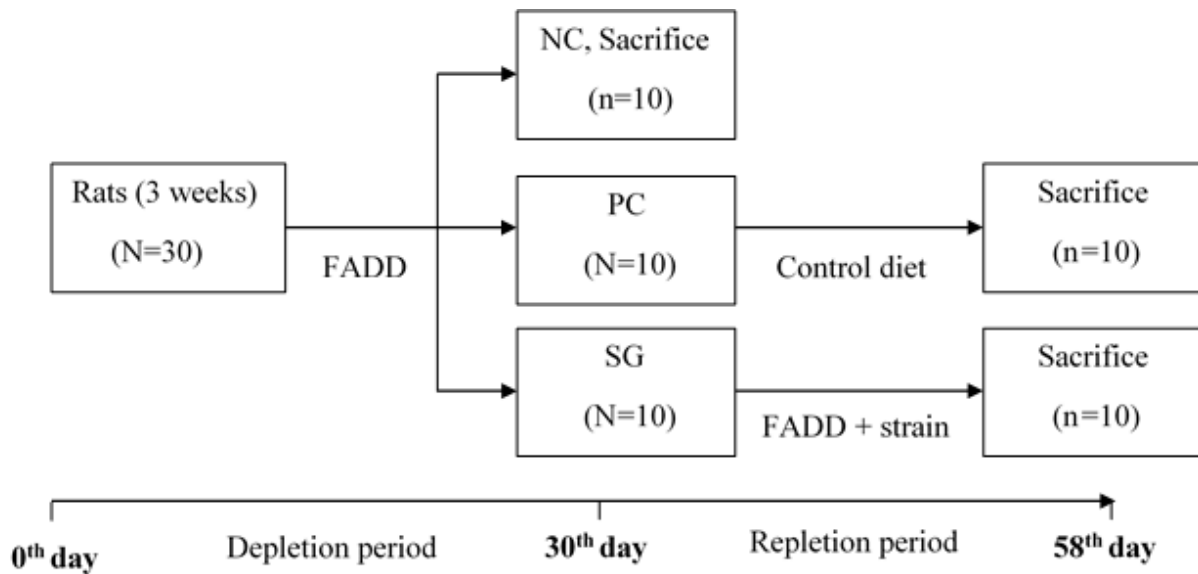 NC, Sacrifice
(n=10)
Rats (3 weeks)
(N=30)
FADD
PC
(N=10)
Control diet
Sacrifice
(n=10)
SG
(N=10)
FADD + strain
Sacrifice
(n=10)
0th day
Depletion period
30th day
Repletion period
58th day